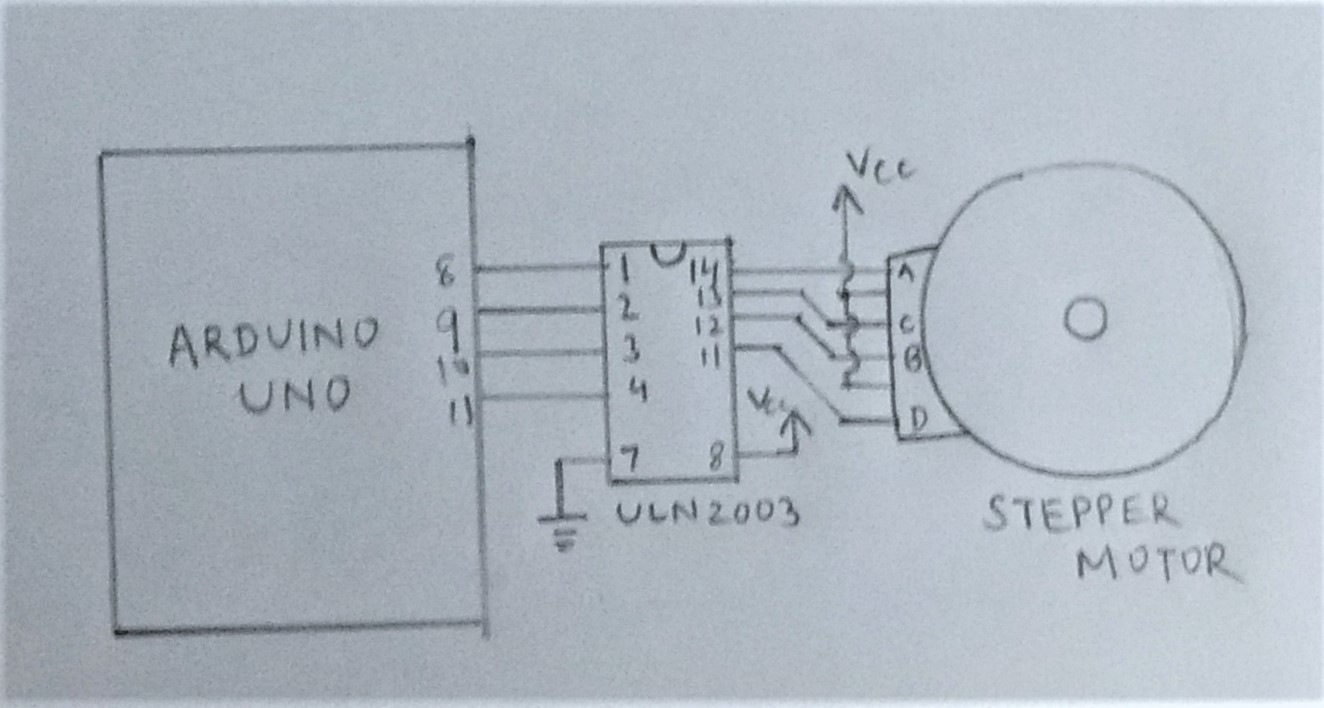 Vcc
8
9
10
11
ARDUINO
UNO
1
2
3
4
7
14
13
12
11
8
Vcc
A
C
B
D
ULN2003
STEPPER
MOTOR